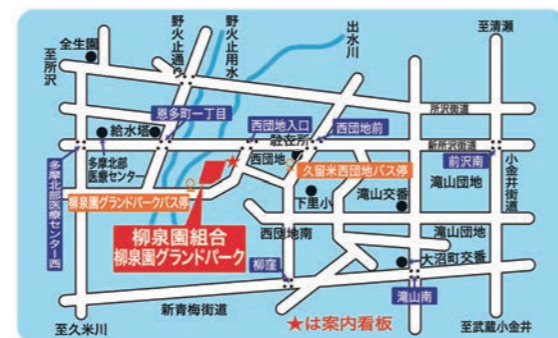 至清瀬
出水川
野火止用水
野火止通り
全生園
至所沢
恩多町一丁目
所沢街道
西団地入口
西団地前
給水塔
駐在所
新所沢街道
多摩北部
医療センター
西団地
前沢南
小金井街道
久留米西団地バス停
滝山団地
多摩北部医療センター西
柳泉園グランドパークバス停
下里小
滝山交番
柳泉園組合
柳泉園グランドパーク
西団地南
滝山団地
柳窪
大沼町交番
滝山南
新青梅街道
★は案内看板
至久米川
至武蔵小金井